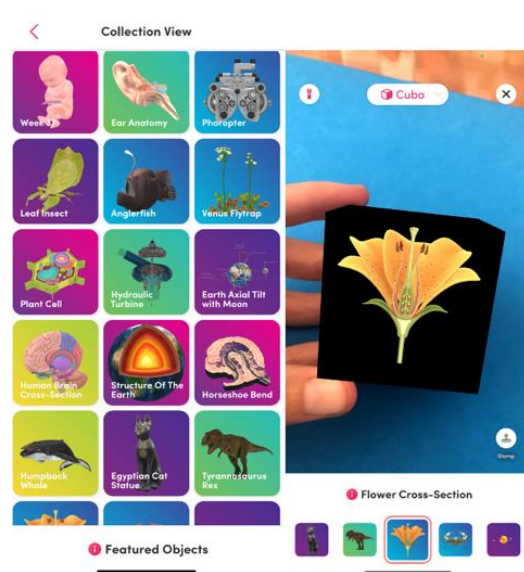 Collection View
Week 37
Ear Anatomy
Phoropter
Leaf Insect
Anglerfish
Venus Flytrap
Plant Cell
Hydraulic
Turbine
Earth Axial Tilt
with Moon
Human Brain
Cross-Section
Structure Of The
Earth
Horseshoe Bend
Humpback
Whale
Egyptian Cat
Statue
Tyrannosaurus
Rex
Featured Objects
Cubo
Stamp
Flower Cross-Section